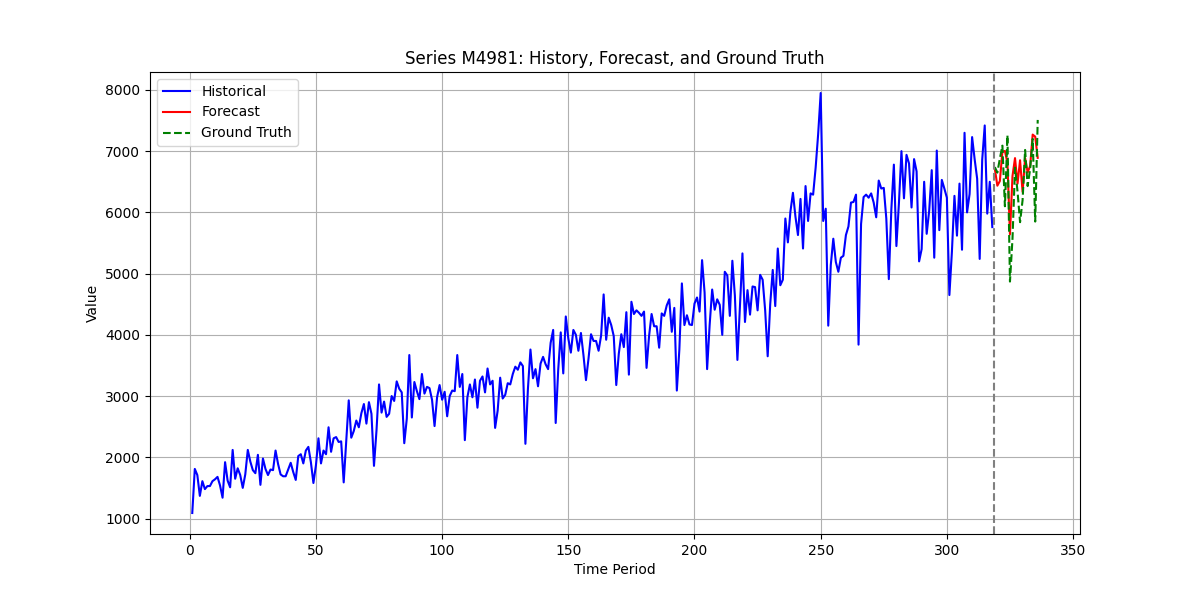 Series M4981: History, Forecast, and Ground Truth
Historical
Forecast
Ground Truth
Value
8000
7000
6000
5000
4000
3000
2000
1000
0 50 100 150 200 250 300 350
Time Period